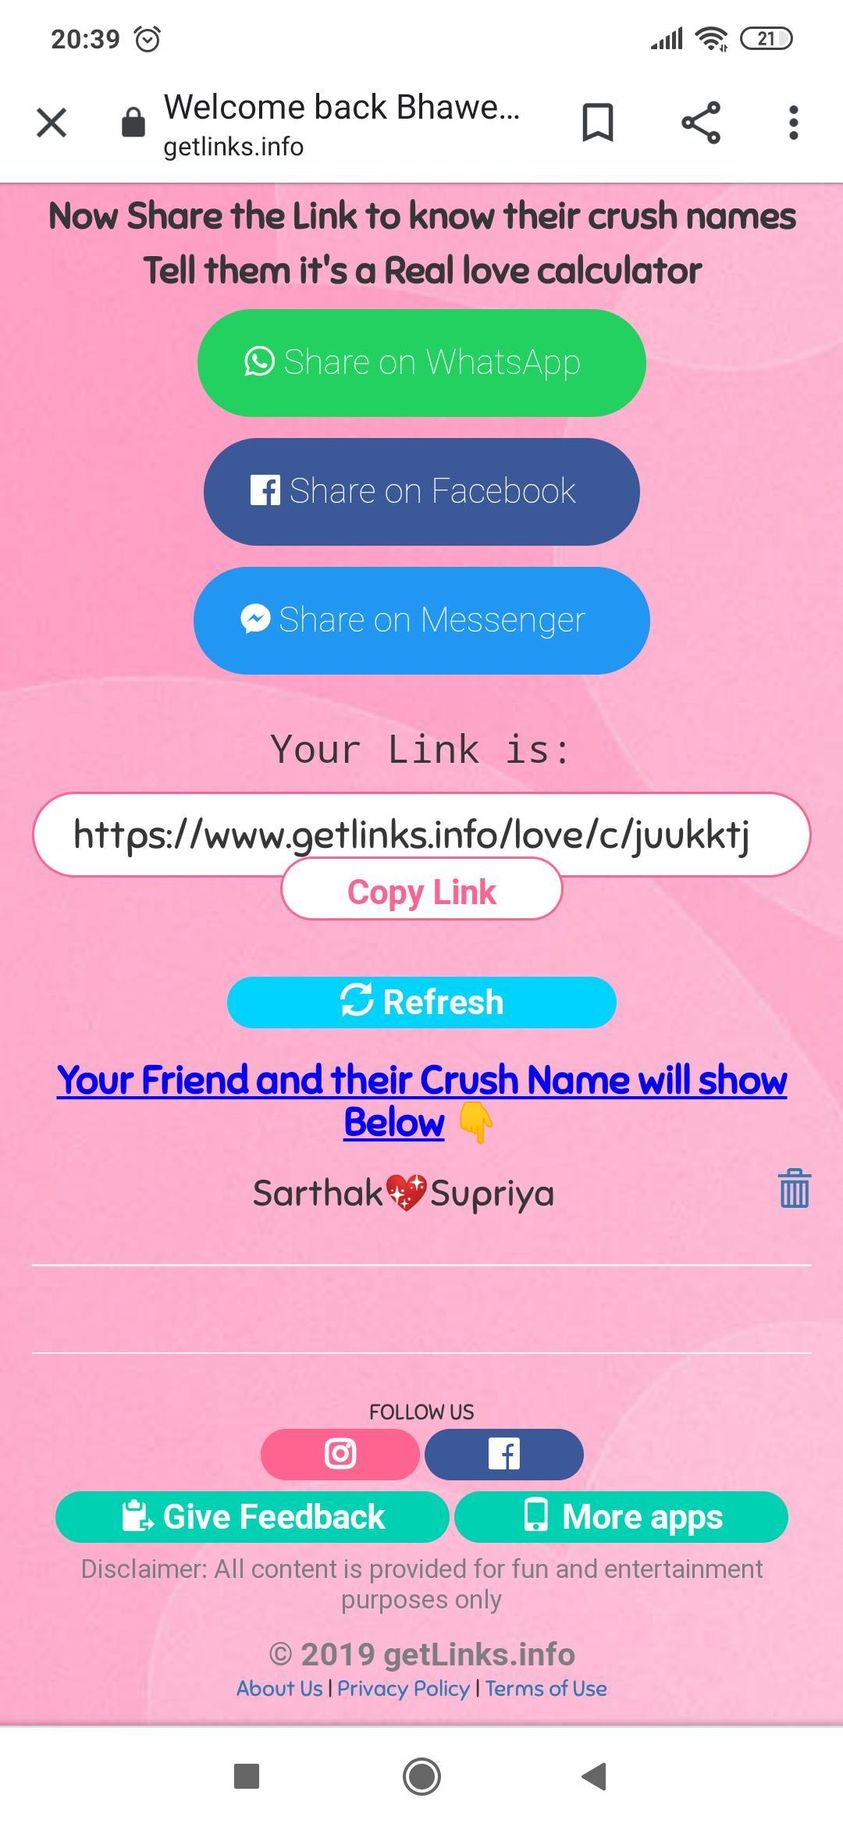 20:39
21
Welcome back Bhawe...
getlinks.info
Now Share the Link to know their crush names
Tell them it's a Real love calculator
Share on WhatsApp
Share on Facebook
Share on Messenger
Your Link is:
https://www.getlinks.info/love/c/juukktj
Copy Link
Refresh
Your Friend and their Crush Name will show
Below 👇
Sarthak💖Supriya
FOLLOW US
Give Feedback
More apps
Disclaimer: All content is provided for fun and entertainment
purposes only
© 2019 getLinks.info
About Us | Privacy Policy | Terms of Use